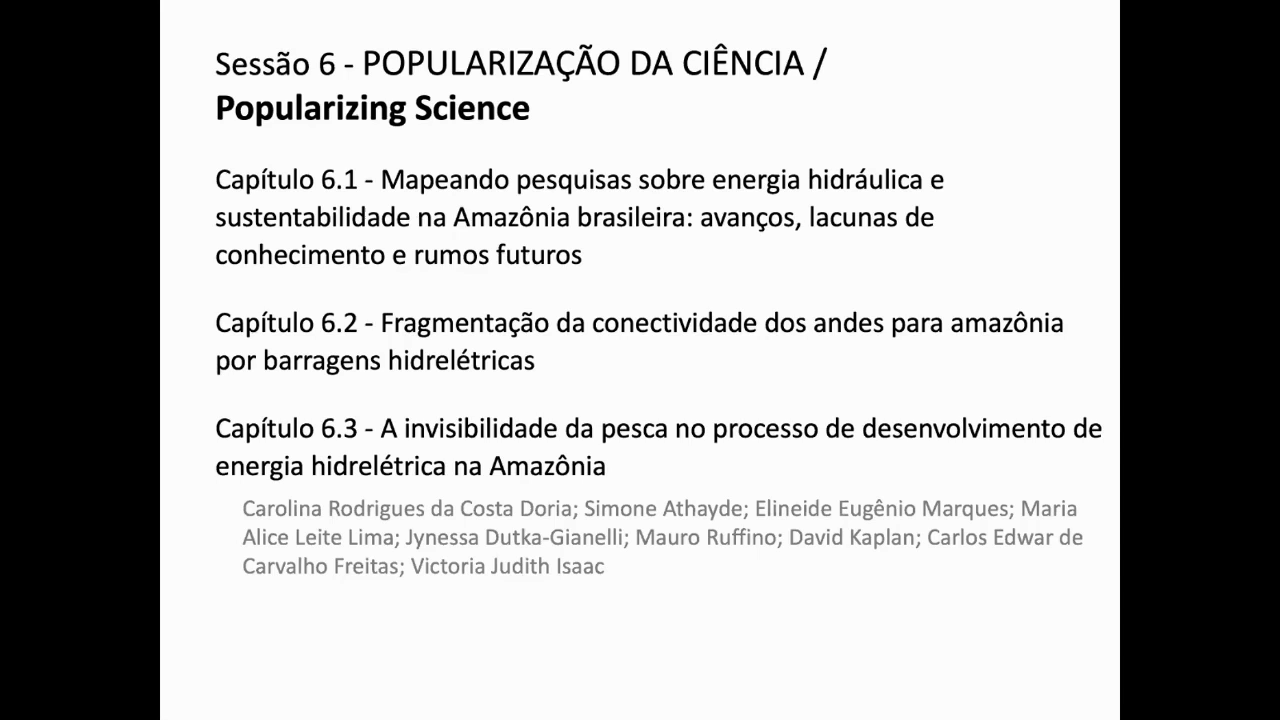 Sessão 6 - POPULARIZAÇÃO DA CIÊNCIA /
Popularizing Science
Capítulo 6.1 - Mapeando pesquisas sobre energia hidráulica e
sustentabilidade na Amazônia brasileira: avanços, lacunas de
conhecimento e rumos futuros
Capítulo 6.2 - Fragmentação da conectividade dos andes para amazônia
por barragens hidrelétricas
Capítulo 6.3 - A invisibilidade da pesca no processo de desenvolvimento de
energia hidrelétrica na Amazônia
Carolina Rodrigues da Costa Doria; Simone Athayde; Elineide Eugênio Marques; Maria
Alice Leite Lima; Jynessa Dutka-Gianelli; Mauro Ruffino; David Kaplan; Carlos Edwar de
Carvalho Freitas; Victoria Judith Isaac